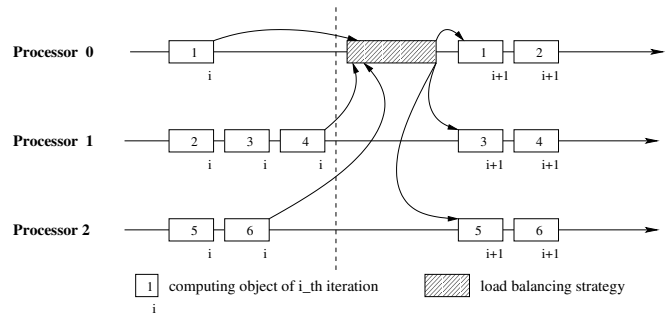 Processor 0
1
1
2
i
i+1
i+1
Processor 1
2
3
4
3
4
i
i
i
i+1
i+1
Processor 2
5
6
5
6
i
i
i+1
i+1
1
computing object of i_th iteration
load balancing strategy
i